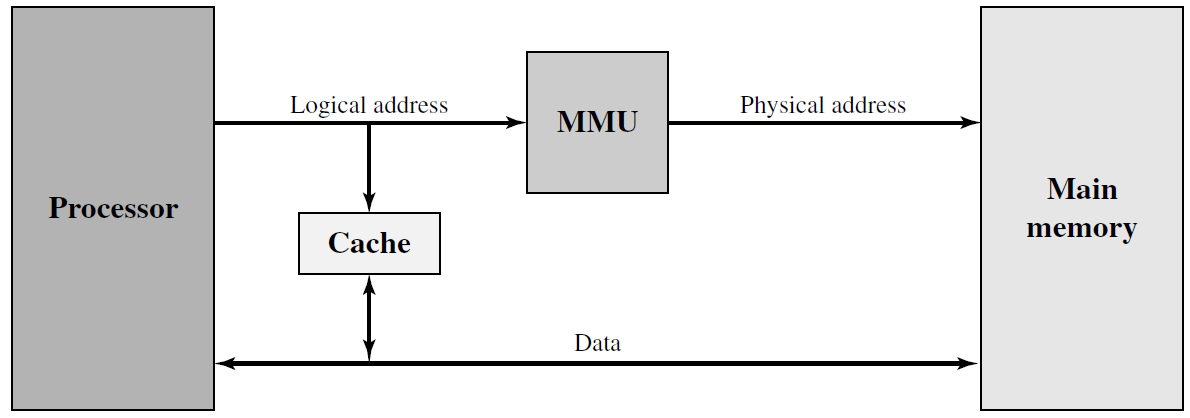 Logical address
MMU
Physical address
Processor
Cache
Main
memory
Data